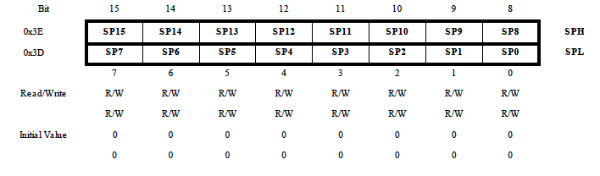 Bit 15 14 13 12 11 10 9 8
0x3E SP15 SP14 SP13 SP12 SP11 SP10 SP9 SP8 SPH
0x3D SP7 SP6 SP5 SP4 SP3 SP2 SP1 SP0 SPL
7 6 5 4 3 2 1 0
Read/Write R/W R/W R/W R/W R/W R/W R/W R/W
R/W R/W R/W R/W R/W R/W R/W R/W
Initial Value 0 0 0 0 0 0 0 0
0 0 0 0 0 0 0 0